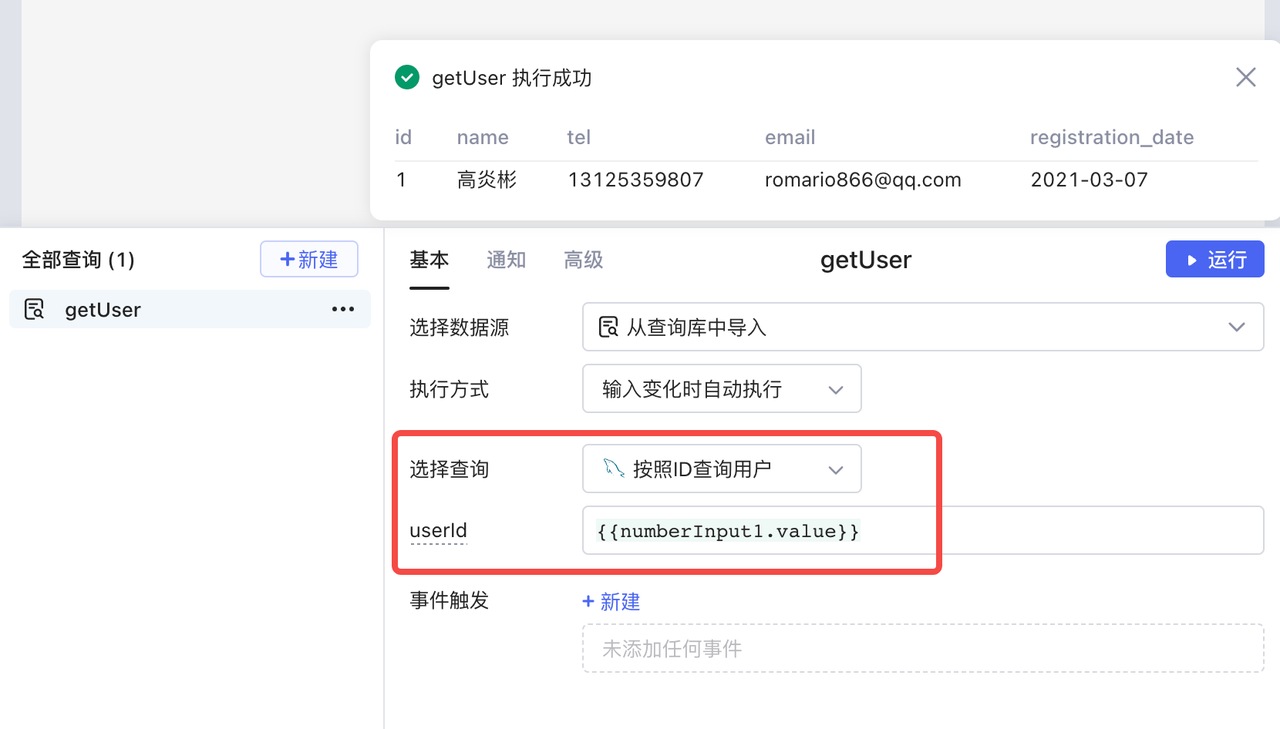 getUser 执行成功
id name tel email registration_date
1 高炎彬 13125359807 romario866@qq.com 2021-03-07
全部查询 (1)
+ 新建
getUser
基本 通知 高级
getUser
运行
选择数据源 从查询库中导入
执行方式 输入变化时自动执行
选择查询 按照ID查询用户
userId {{numberInput1.value}}
事件触发 + 新建
未添加任何事件